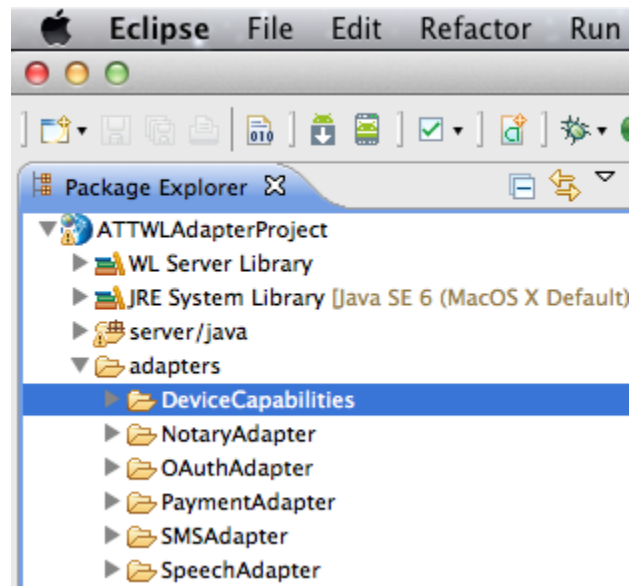 Eclipse File Edit Refactor Run
010
Package Explorer
ATTWLAdapterProject
WL Server Library
JRE System Library [Java SE 6 (MacOS X Default)
server/java
adapters
DeviceCapabilities
NotaryAdapter
OAuthAdapter
PaymentAdapter
SMSAdapter
SpeechAdapter